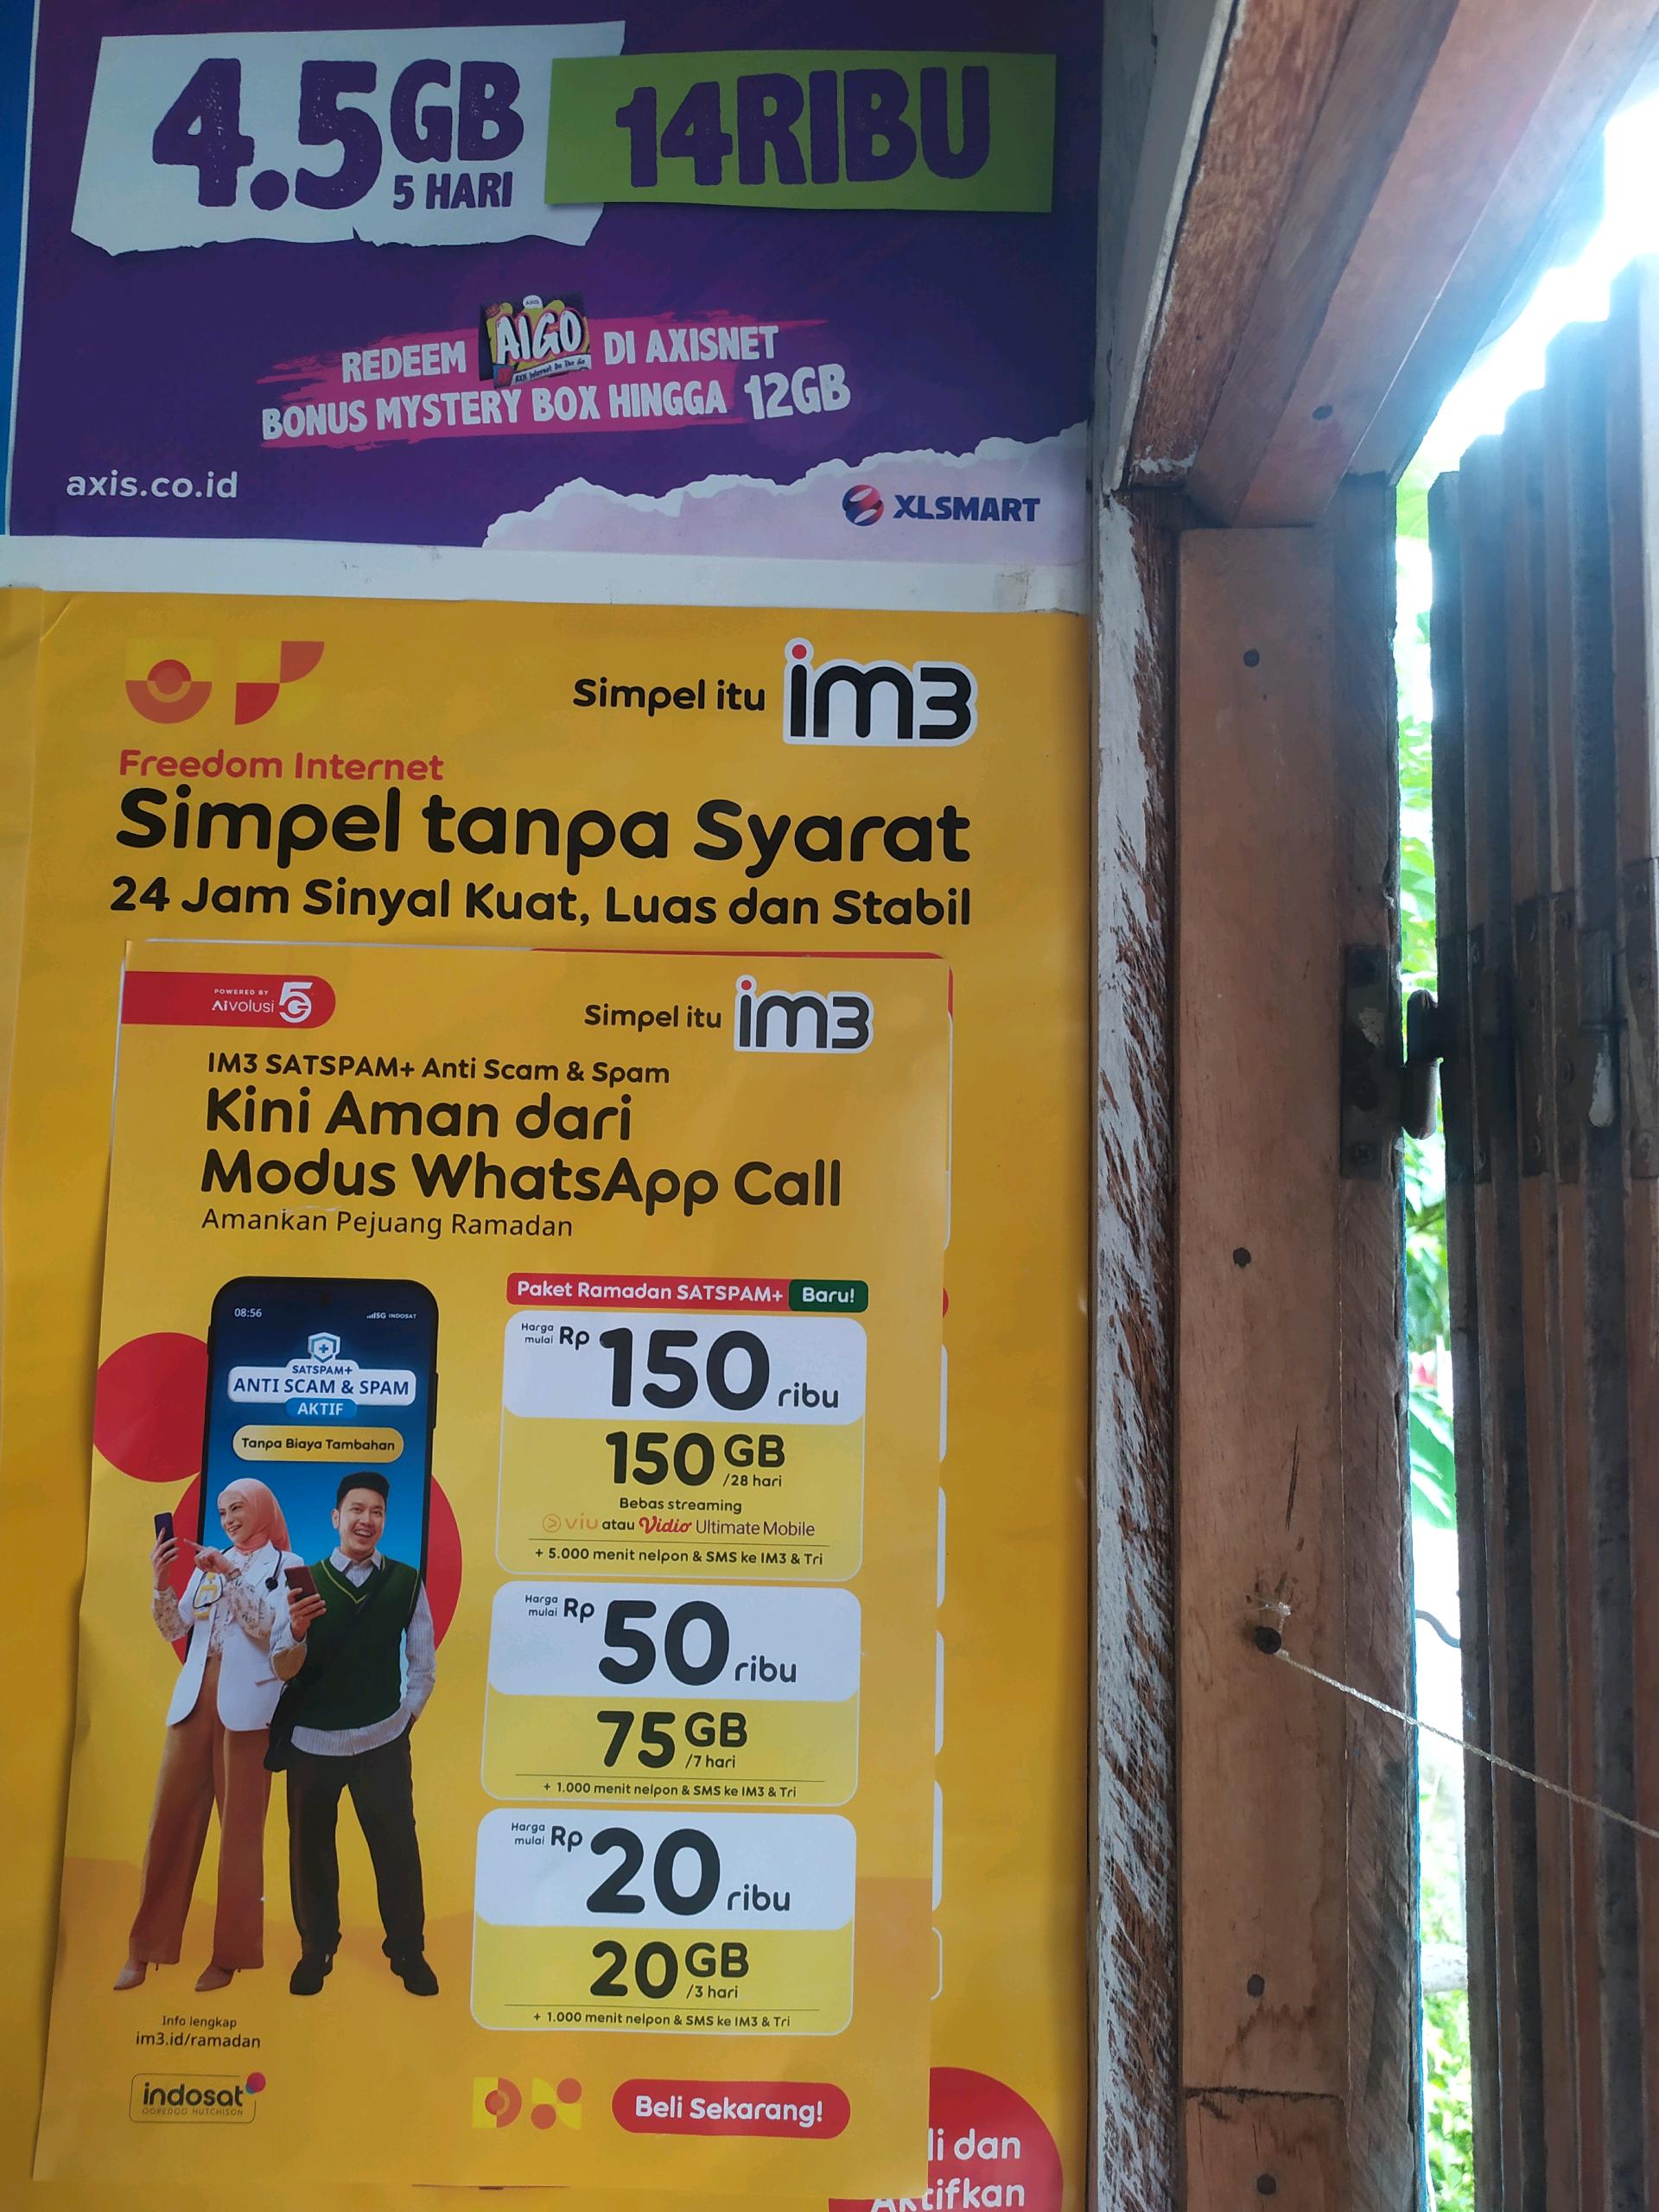 4.5GB
5 HARI
14RIBU
REDEEM AIGO DI AXISNET
BONUS MYSTERY BOX HINGGA 12GB
axis.co.id
XLSMART
Simpel itu im3
Freedom Internet
Simpel tanpa Syarat
24 Jam Sinyal Kuat, Luas dan Stabil
POWERED BY
AIvolusi 5G
Simpel itu im3
IM3 SATSPAM+ Anti Scam & Spam
Kini Aman dari
Modus WhatsApp Call
Amankan Pejuang Ramadan
08:56
5G INDOSAT
SATSPAM+
ANTI SCAM & SPAM
AKTIF
Tanpa Biaya Tambahan
Paket Ramadan SATSPAM+ Baru!
Harga mulai Rp 150 ribu
150 GB /28 hari
Bebas streaming
viu atau Vidio Ultimate Mobile
+ 5.000 menit nelpon & SMS ke IM3 & Tri
Harga mulai Rp 50 ribu
75 GB /7 hari
+ 1.000 menit nelpon & SMS ke IM3 & Tri
Harga mulai Rp 20 ribu
20 GB /3 hari
+ 1.000 menit nelpon & SMS ke IM3 & Tri
Info lengkap
im3.id/ramadan
indosat
OOREDOO HUTCHISON
Beli Sekarang!
li dan
Aktifkan